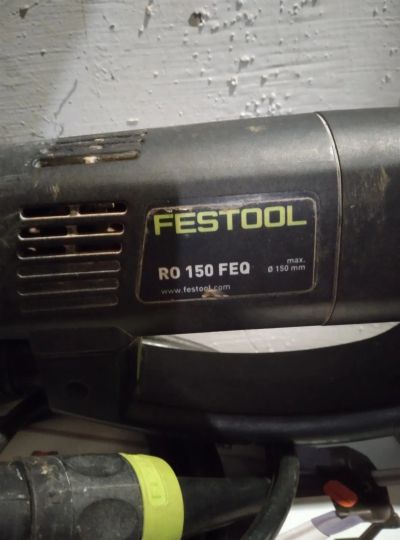 FESTOOL
RO 150 FEQ
max.
Ø 150 mm
www.festool.com